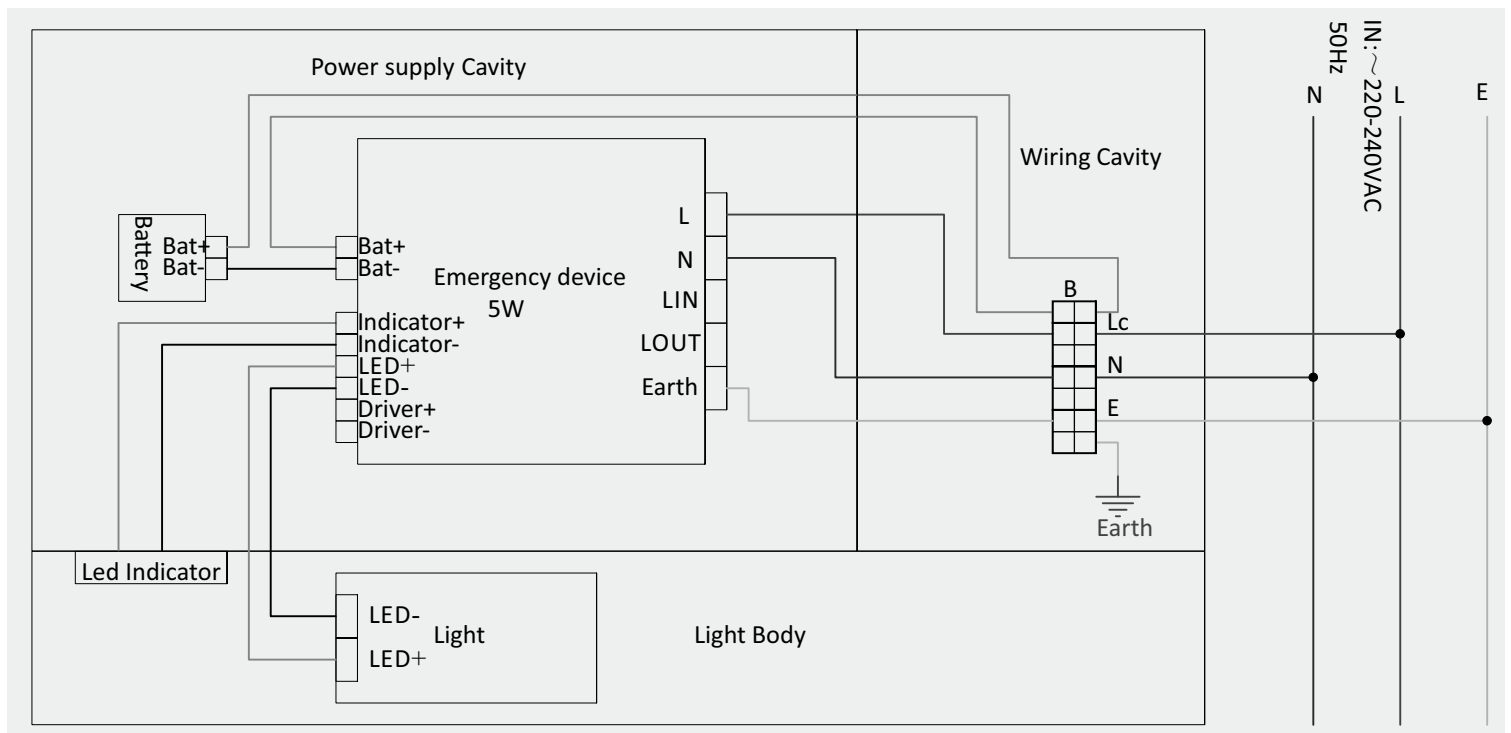 Power supply Cavity
Wiring Cavity
IN:～220-240VAC
50Hz
N
L
E
Battery
Bat+
Bat-
Bat+
Bat-
Indicator+
Indicator-
LED+
LED-
Driver+
Driver-
Emergency device
5W
L
N
LIN
LOUT
Earth
B
Lc
N
E
Earth
Led Indicator
LED-
Light
LED+
Light Body